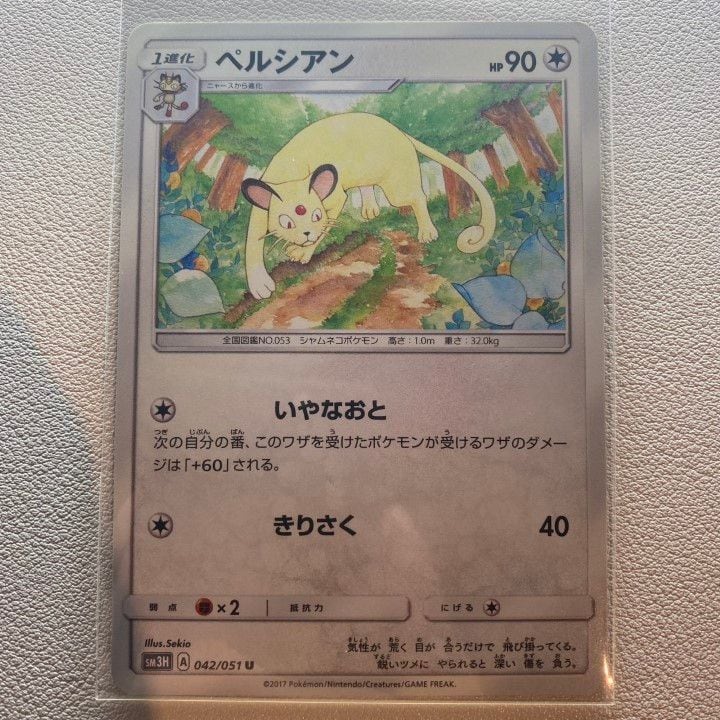 1進化 ペルシアン HP 90
ニャースから進化
全国図鑑NO.053 シャムネコポケモン 高さ:1.0m 重さ:32.0kg
いやなおと
次の自分の番、このワザを受けたポケモンが受けるワザのダメー
ジは「+60」される。
きりさく 40
弱点 ×2 抵抗力 にげる
Illus.Sekio
気性が 荒く 目が 合うだけで 飛び掛ってくる。
鋭いツメに やられると 深い 傷を 負う。
SM3H A 042/051 U
©2017 Pokémon/Nintendo/Creatures/GAME FREAK.